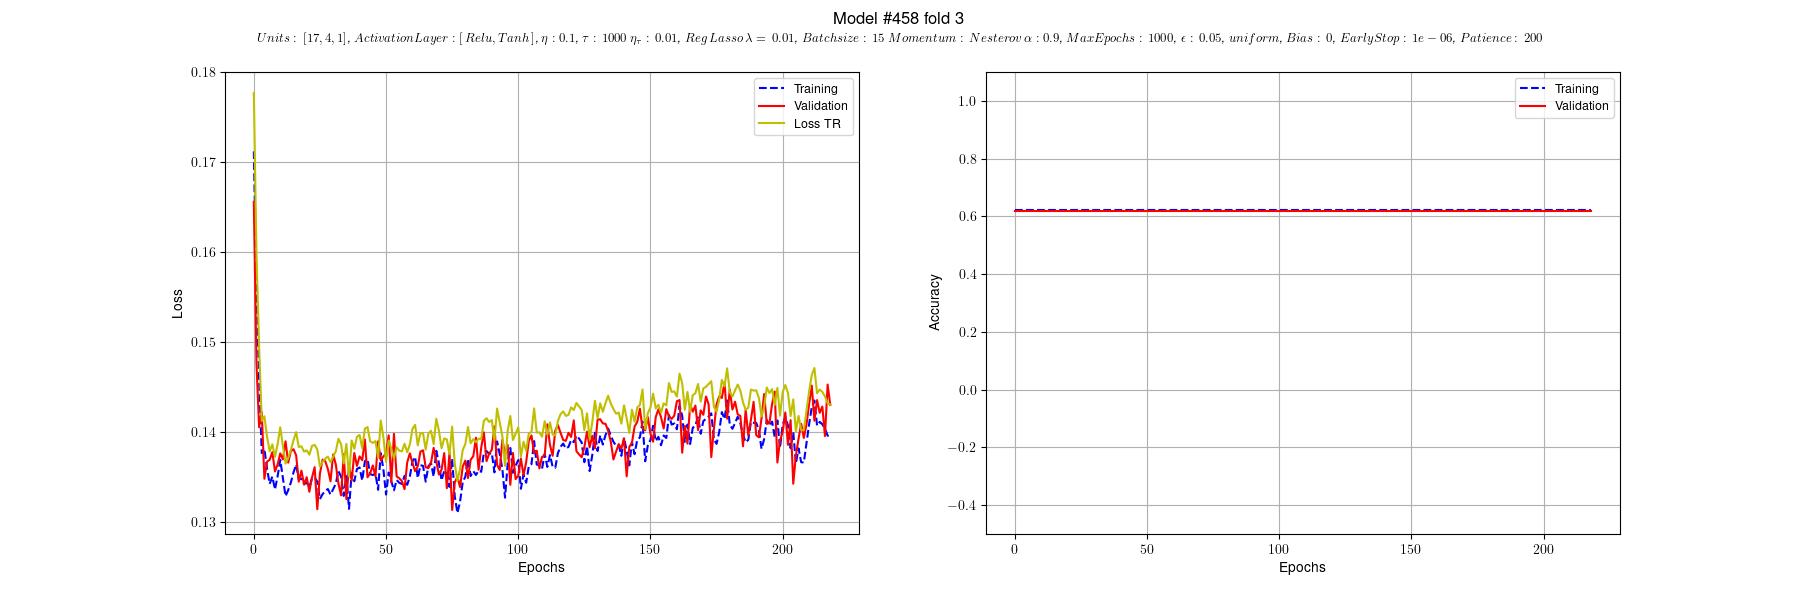 Model #458 fold 3
Units : [17, 4, 1], ActivationLayer : [ Relu, Tanh ], η : 0.1, τ : 1000 ητ : 0.01, Reg Lasso λ = 0.01, Batchsize : 15 Momentum : Nesterov α : 0.9, MaxEpochs : 1000, ϵ : 0.05, uniform, Bias : 0, EarlyStop : 1e − 06, Patience : 200
0.18
0.17
0.16
0.15
0.14
0.13
Loss
Training
Validation
Loss TR
0 50 100 150 200
Epochs
1.0
0.8
0.6
0.4
0.2
0.0
−0.2
−0.4
Accuracy
Training
Validation
0 50 100 150 200
Epochs